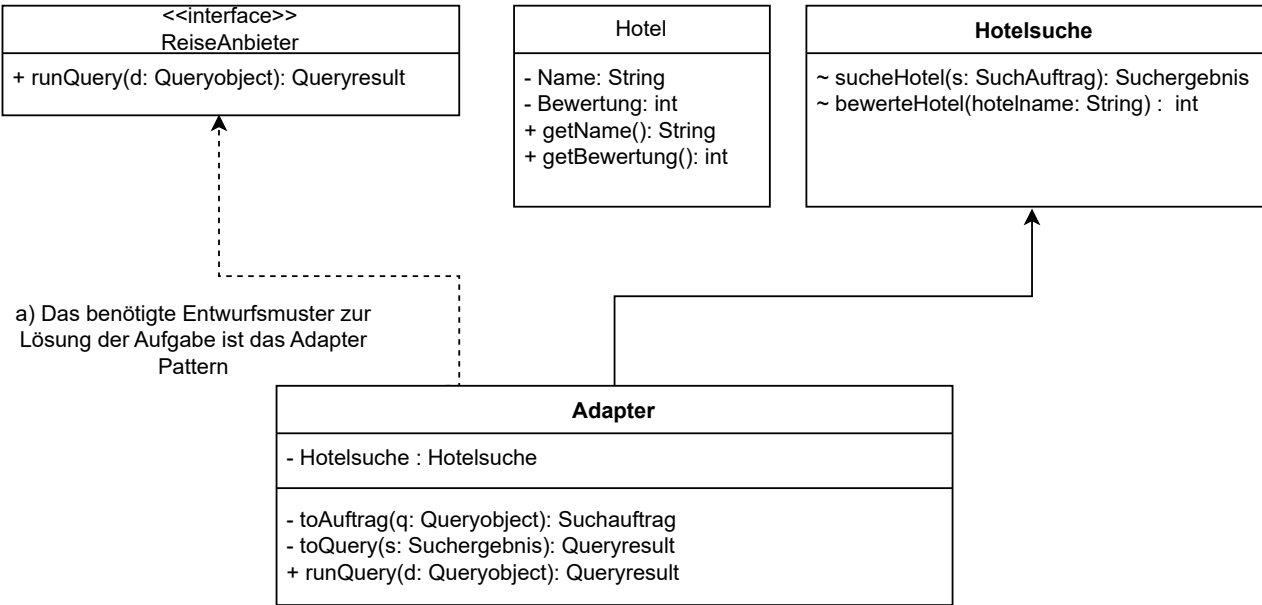 <<interface>>
ReiseAnbieter
+ runQuery(d: Queryobject): Queryresult
Hotel
- Name: String
- Bewertung: int
+ getName(): String
+ getBewertung(): int
Hotelsuche
~ sucheHotel(s: SuchAuftrag): Suchergebnis
~ bewerteHotel(hotelname: String) : int
a) Das benötigte Entwurfsmuster zur
Lösung der Aufgabe ist das Adapter
Pattern
Adapter
- Hotelsuche : Hotelsuche
- toAuftrag(q: Queryobject): Suchauftrag
- toQuery(s: Suchergebnis): Queryresult
+ runQuery(d: Queryobject): Queryresult